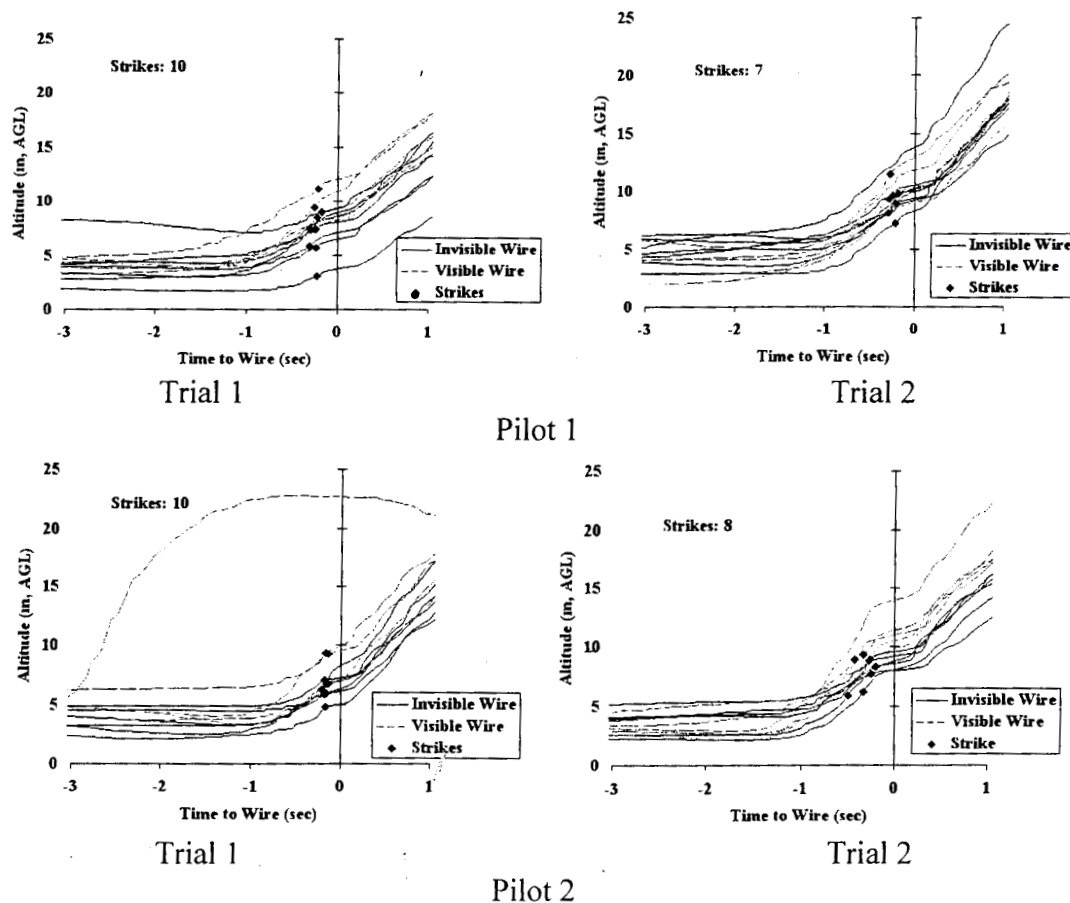 25
20
15
10
5
0
Altitude (m, AGL)
Strikes: 10
Invisible Wire
Visible Wire
Strikes
-3
-2
-1
0
1
Time to Wire (sec)
Trial 1
25
20
15
10
5
0
Altitude (m, AGL)
Strikes: 7
Invisible Wire
Visible Wire
Strikes
-3
-2
-1
0
1
Time to Wire (sec)
Trial 2
Pilot 1
25
20
15
10
5
0
Altitude (m, AGL)
Strikes: 10
Invisible Wire
Visible Wire
Strikes
-3
-2
-1
0
1
Time to Wire (sec)
Trial 1
25
20
15
10
5
0
Altitude (m, AGL)
Strikes: 8
Invisible Wire
Visible Wire
Strike
-3
-2
-1
0
1
Time to Wire (sec)
Trial 2
Pilot 2